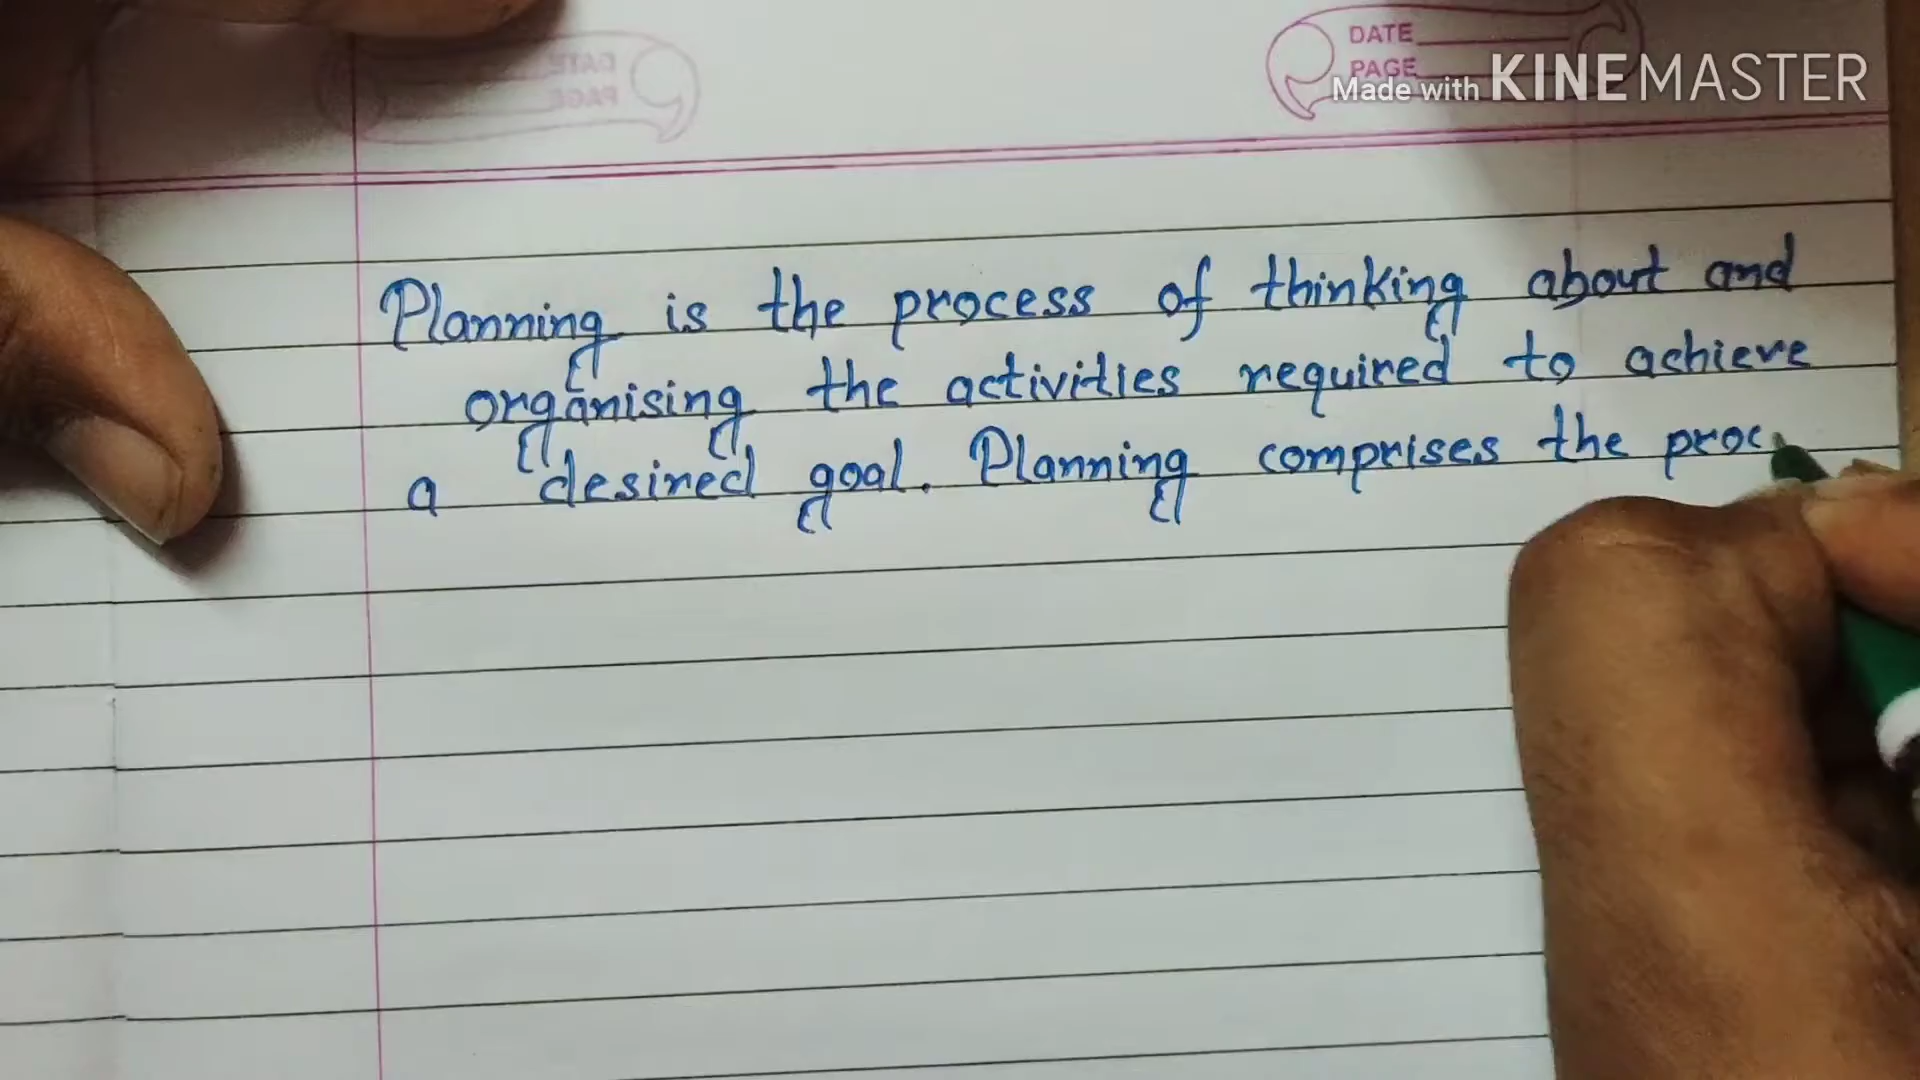 DATE
PAGE
Made with KINEMASTER
Planning is the process of thinking about and
organising the activities required to achieve
a desired goal. Planning comprises the proc